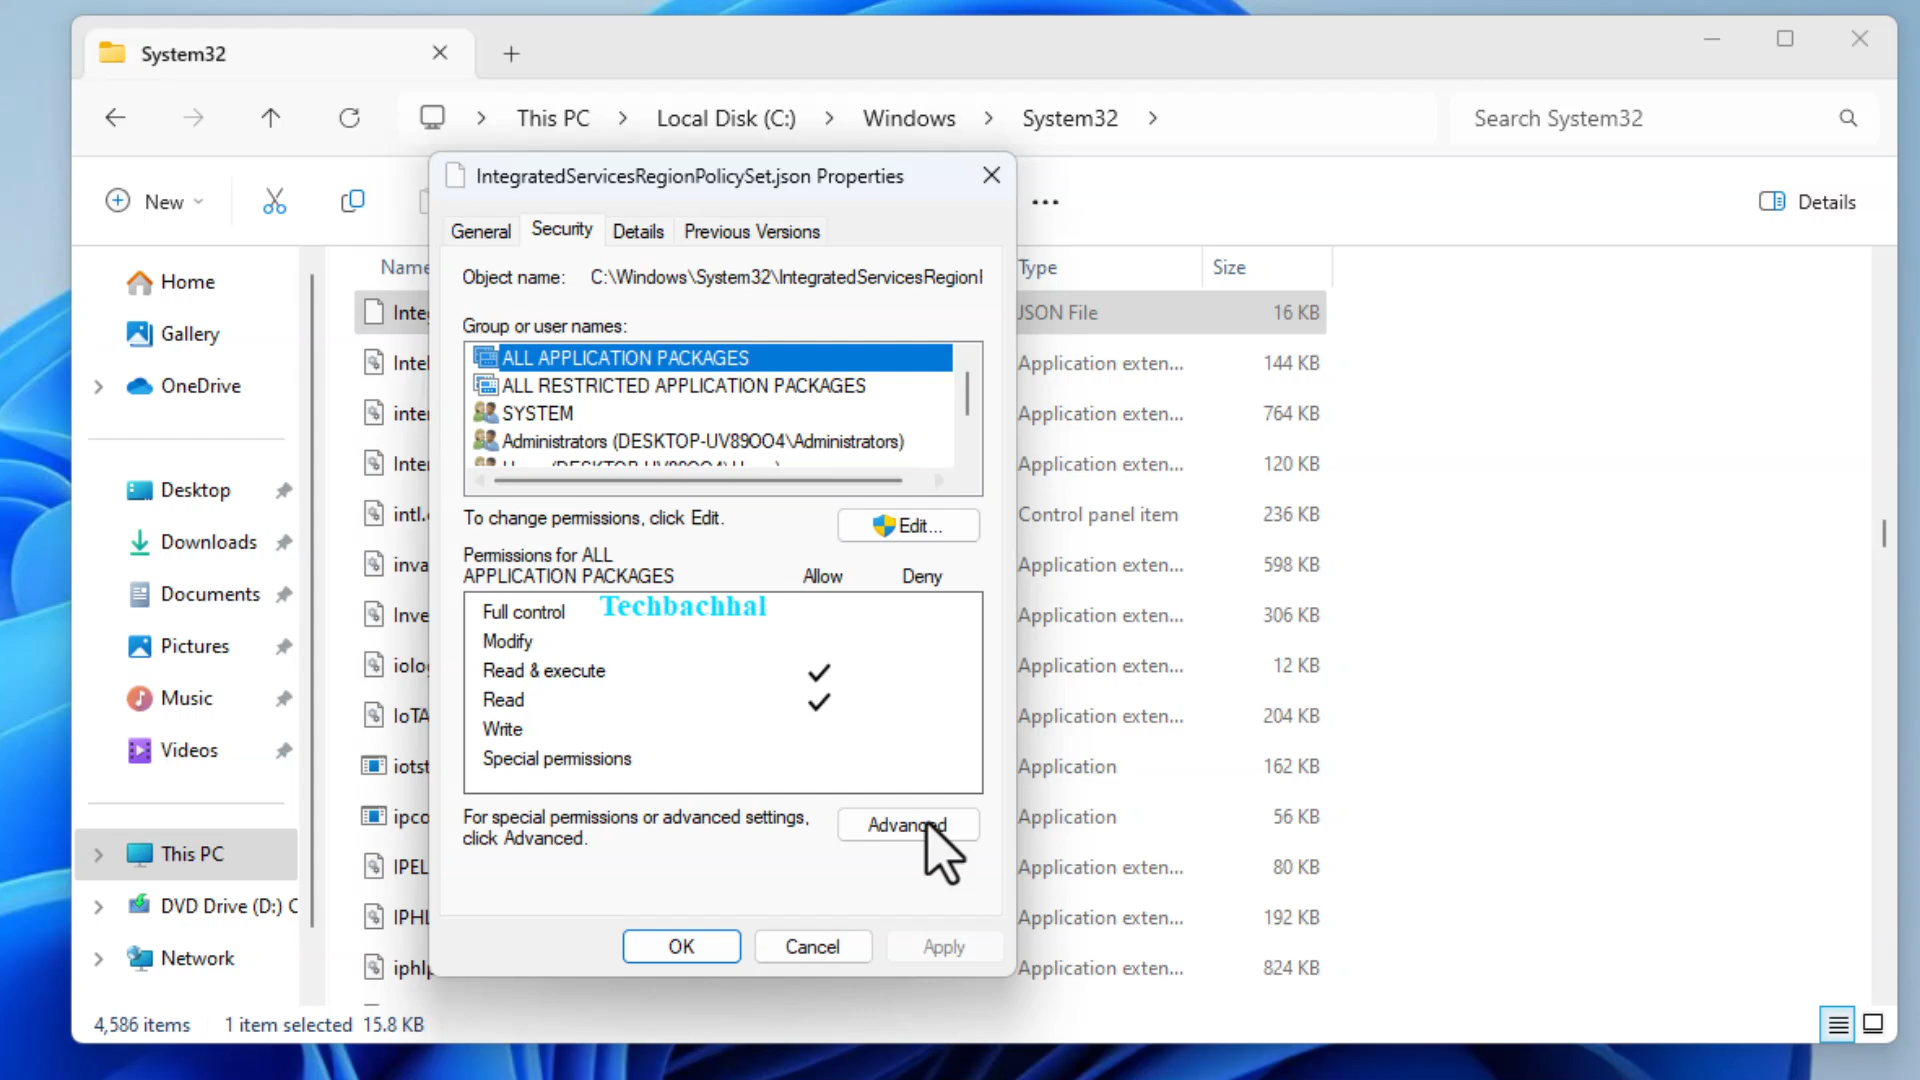 System32
This PC
Local Disk (C:)
Windows
System32
Search System32
New
Details
IntegratedServicesRegionPolicySet.json Properties
General
Security
Details
Previous Versions
Object name: C:\Windows\System32\IntegratedServicesRegionl
Group or user names:
ALL APPLICATION PACKAGES
ALL RESTRICTED APPLICATION PACKAGES
SYSTEM
Administrators (DESKTOP-UV89OO4\Administrators)
To change permissions, click Edit.
Edit...
Permissions for ALL
APPLICATION PACKAGES
Allow
Deny
Full control
Techbachhal
Modify
Read & execute
Read
Write
Special permissions
For special permissions or advanced settings,
click Advanced.
Advanced
OK
Cancel
Apply
Home
Gallery
OneDrive
Desktop
Downloads
Documents
Pictures
Music
Videos
This PC
DVD Drive (D:) C
Network
Name
Type
Size
Inte
JSON File
16 KB
Intel
Application exten...
144 KB
inter
Application exten...
764 KB
Inter
Application exten...
120 KB
intl.
Control panel item
236 KB
inva
Application exten...
598 KB
Inve
Application exten...
306 KB
iolo
Application exten...
12 KB
IoTA
Application exten...
204 KB
iotst
Application
162 KB
ipco
Application
56 KB
IPEL
Application exten...
80 KB
IPHL
Application exten...
192 KB
iphlp
Application exten...
824 KB
4,586 items
1 item selected 15.8 KB